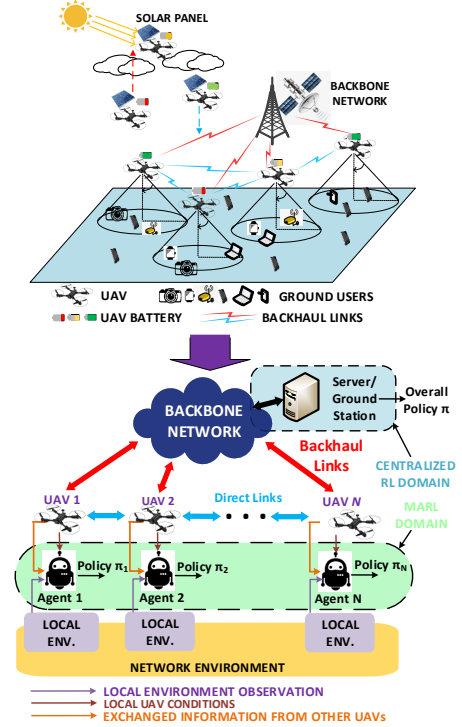 SOLAR PANEL
BACKBONE
NETWORK
UAV
GROUND USERS
UAV BATTERY
BACKHAUL LINKS
BACKBONE
NETWORK
Server/
Ground
Station
Overall
Policy π
Backhaul
Links
CENTRALIZED
RL DOMAIN
MARL
DOMAIN
UAV 1
UAV 2
Direct Links
UAV N
Policy π1
Policy π2
Policy πN
Agent 1
Agent 2
Agent N
LOCAL
ENV.
LOCAL
ENV.
LOCAL
ENV.
NETWORK ENVIRONMENT
LOCAL ENVIRONMENT OBSERVATION
LOCAL UAV CONDITIONS
EXCHANGED INFORMATION FROM OTHER UAVs